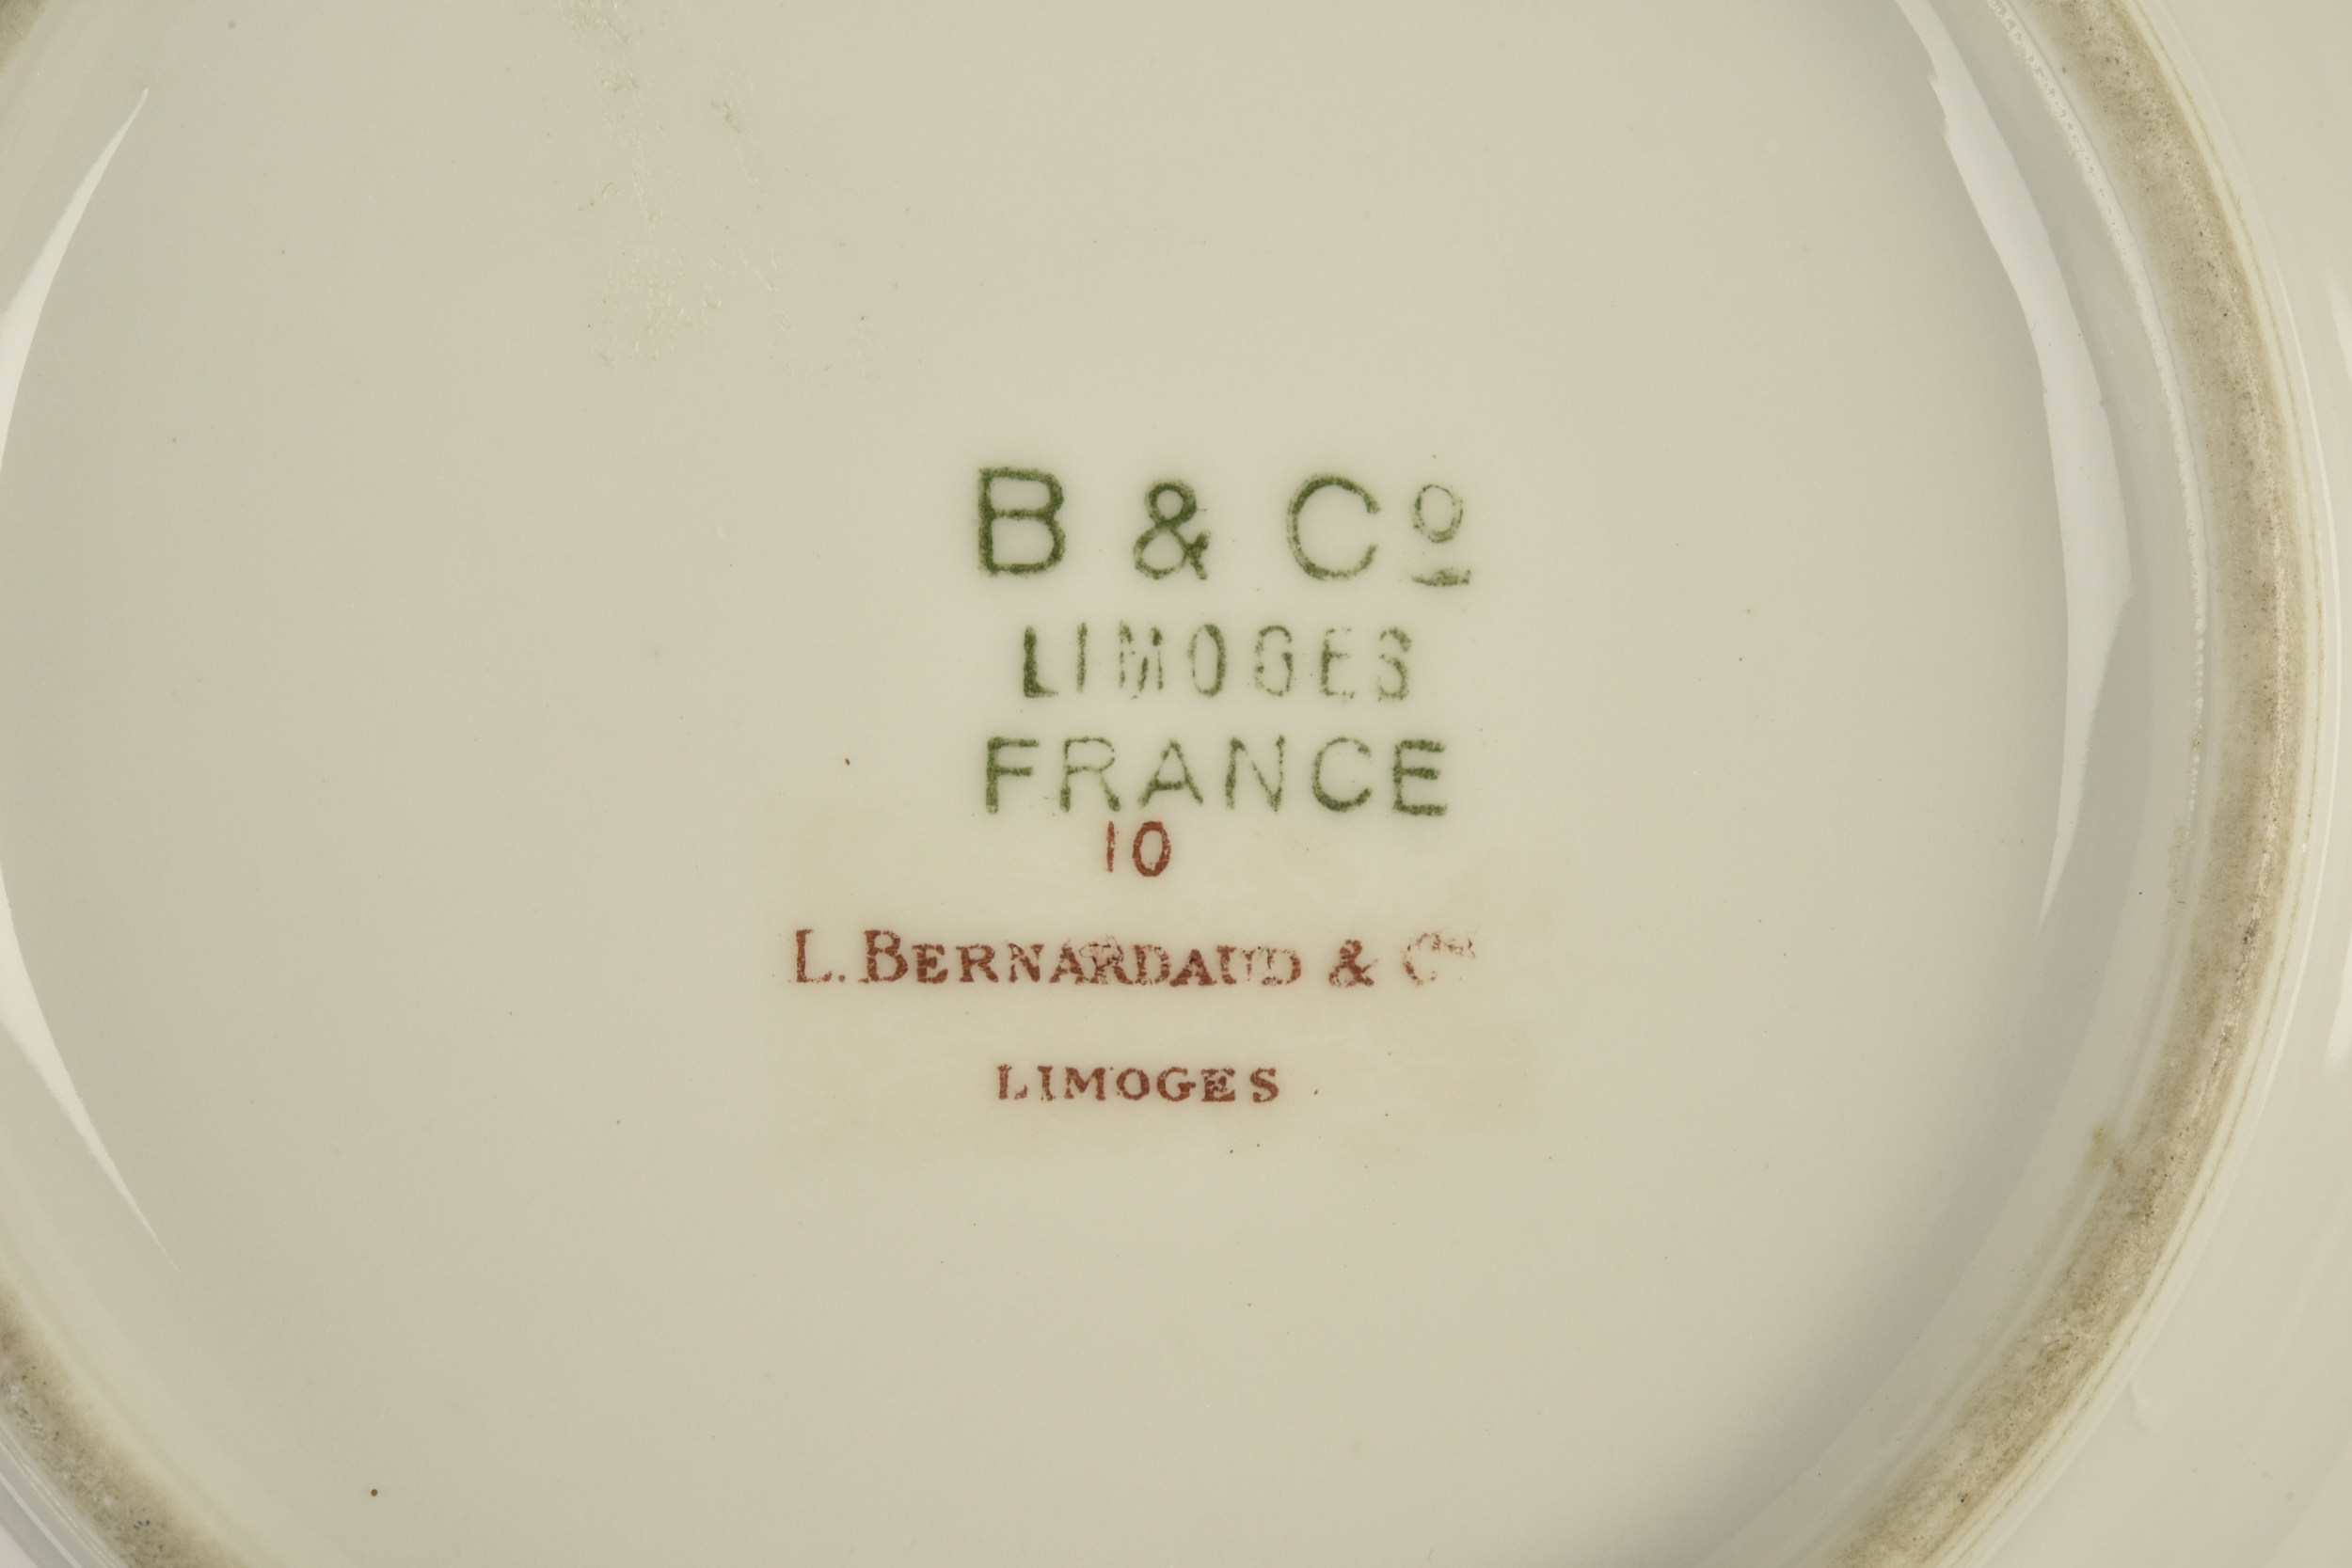 B & Cº
LIMOGES
FRANCE
10
L. BERNARDAUD & Cie
LIMOGES